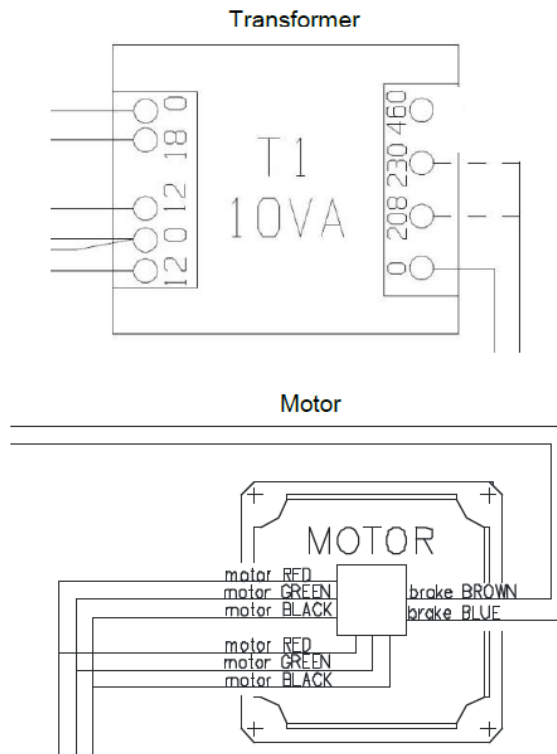 Transformer
0
18
12
0
12
T1
10VA
460
230
208
0
Motor
MOTOR
motor RED
motor GREEN
motor BLACK
brake BROWN
brake BLUE
motor RED
motor GREEN
motor BLACK